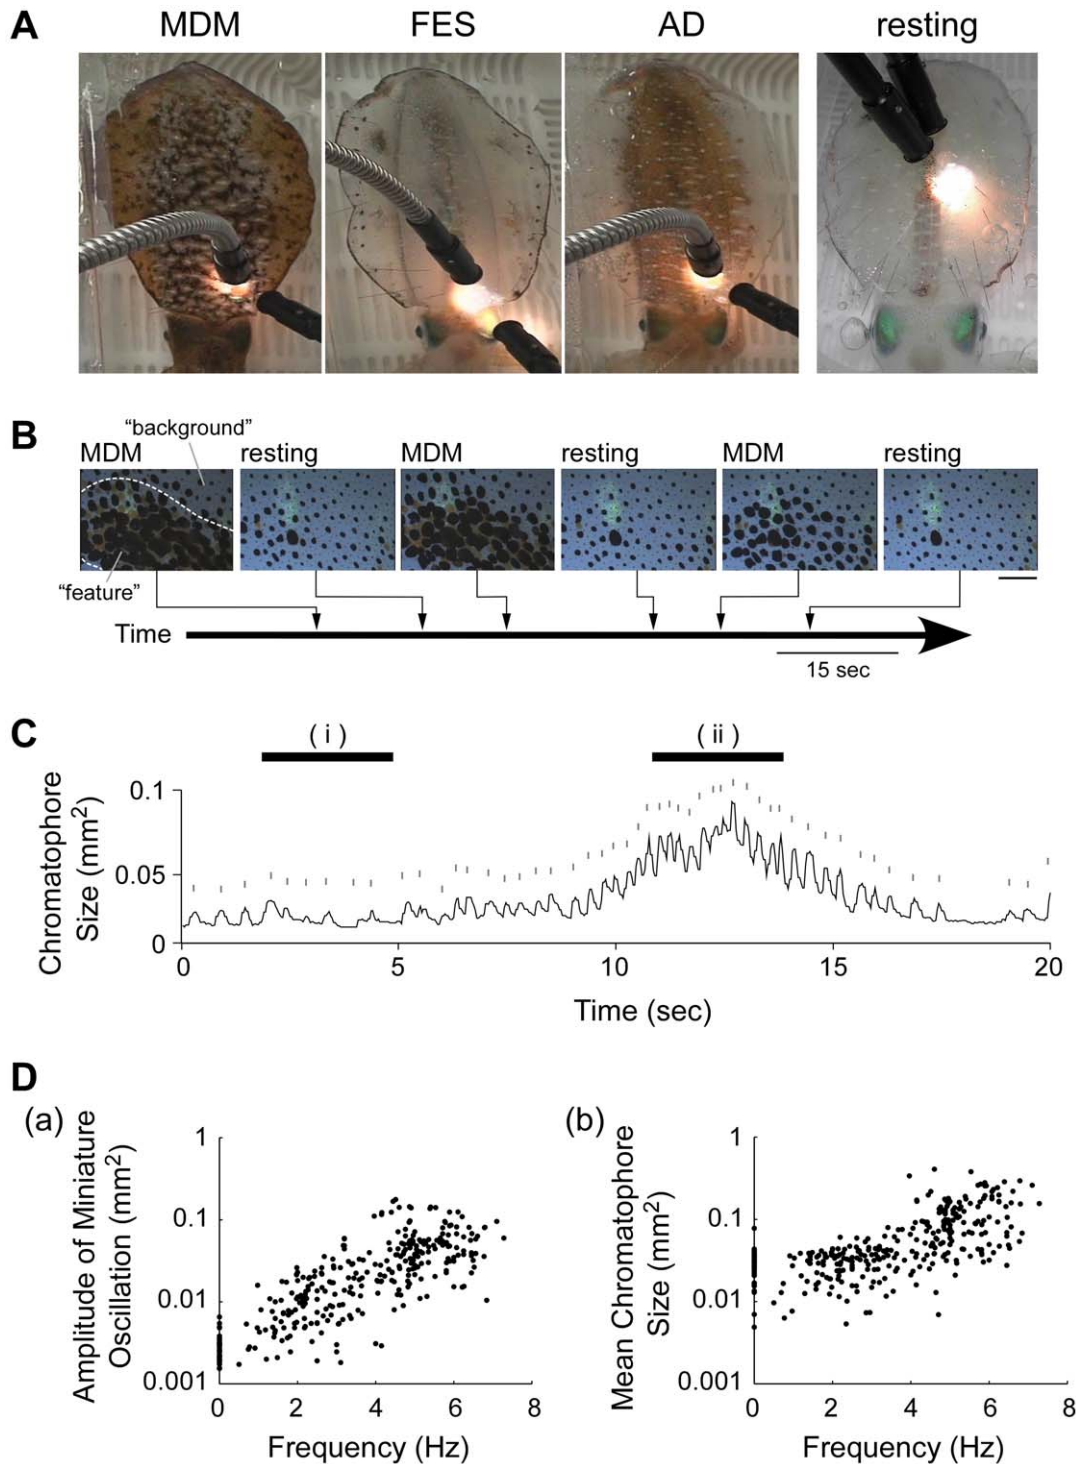 A
MDM FES AD resting
B
"background"
MDM resting MDM resting MDM resting
"feature"
Time
15 sec
C
( i ) ( ii )
Chromatophore
Size (mm²)
0.1
0.05
0
0 5 10 15 20
Time (sec)
D
(a)
Amplitude of Miniature
Oscillation (mm²)
1
0.1
0.01
0.001
0 2 4 6 8
Frequency (Hz)
(b)
Mean Chromatophore
Size (mm²)
1
0.1
0.01
0.001
0 2 4 6 8
Frequency (Hz)